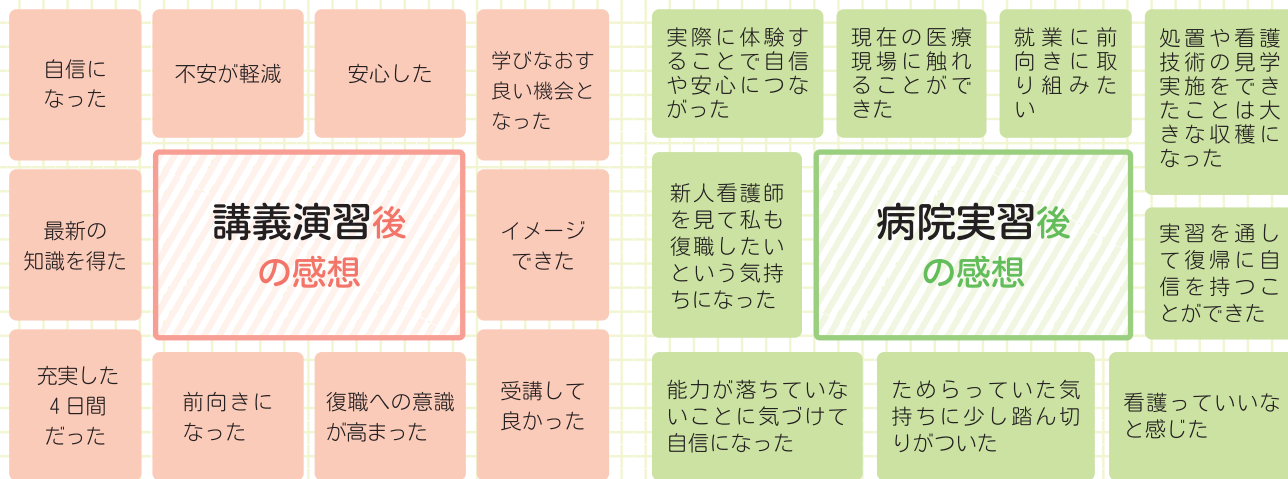 自信に
なった
不安が軽減
安心した
学びなおす
良い機会と
なった
最新の
知識を得た
講義演習後
の感想
イメージ
できた
充実した
4日間
だった
前向きに
なった
復職への意識
が高まった
受講して
良かった
実際に体験す
ることで自信
や安心につな
がった
現在の医療
現場に触れ
ることがで
きた
就業に前
向きに取
り組みた
い
処置や看護
技術の見学
実施をでき
たことは大
きな収穫に
なった
新人看護師
を見て私も
復職したい
という気持
ちになった
病院実習後
の感想
実習を通し
て復帰に自
信を持つこ
とができた
能力が落ちていな
いことに気づけて
自信になった
ためらっていた気
持ちに少し踏ん切
りがついた
看護っていいな
と感じた